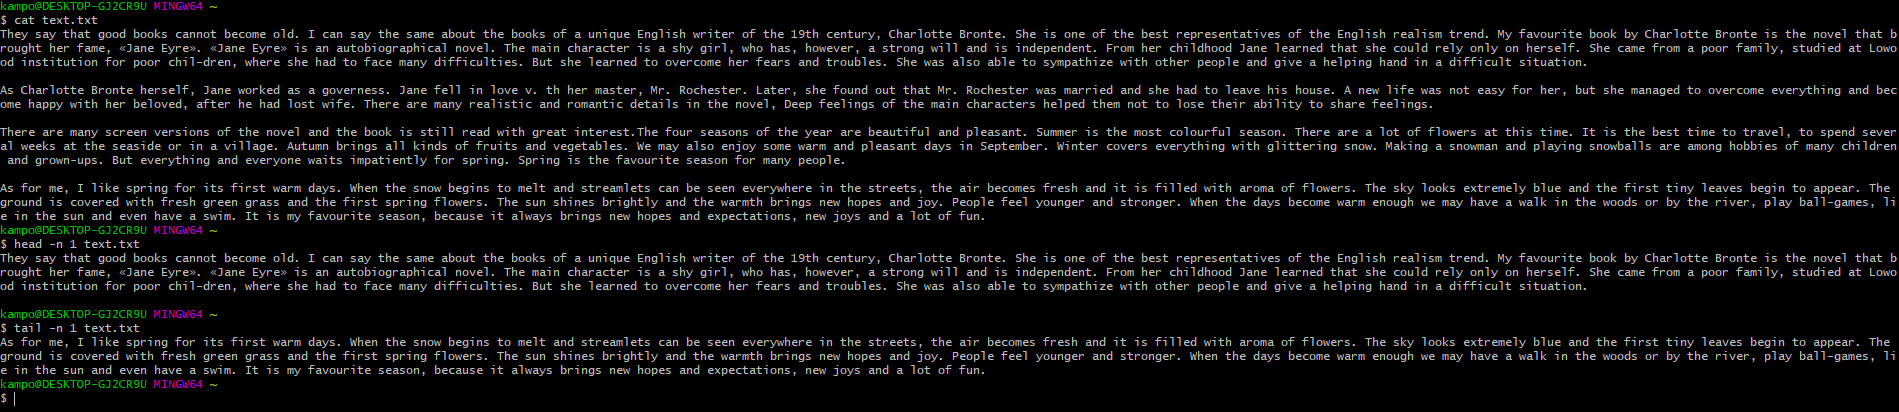 kampo@DESKTOP-GJ2CR9U MINGW64 ~
$ cat text.txt
They say that good books cannot become old. I can say the same about the books of a unique English writer of the 19th century, Charlotte Bronte. She is one of the best representatives of the English realism trend. My favourite book by Charlotte Bronte is the novel that b
rought her fame, «Jane Eyre». «Jane Eyre» is an autobiographical novel. The main character is a shy girl, who has, however, a strong will and is independent. From her childhood Jane learned that she could rely only on herself. She came from a poor family, studied at Lowo
od institution for poor chil-dren, where she had to face many difficulties. But she learned to overcome her fears and troubles. She was also able to sympathize with other people and give a helping hand in a difficult situation.

As Charlotte Bronte herself, Jane worked as a governess. Jane fell in love v. th her master, Mr. Rochester. Later, she found out that Mr. Rochester was married and she had to leave his house. A new life was not easy for her, but she managed to overcome everything and bec
ome happy with her beloved, after he had lost wife. There are many realistic and romantic details in the novel, Deep feelings of the main characters helped them not to lose their ability to share feelings.

There are many screen versions of the novel and the book is still read with great interest.The four seasons of the year are beautiful and pleasant. Summer is the most colourful season. There are a lot of flowers at this time. It is the best time to travel, to spend sever
al weeks at the seaside or in a village. Autumn brings all kinds of fruits and vegetables. We may also enjoy some warm and pleasant days in September. Winter covers everything with glittering snow. Making a snowman and playing snowballs are among hobbies of many children
 and grown-ups. But everything and everyone waits impatiently for spring. Spring is the favourite season for many people.

As for me, I like spring for its first warm days. When the snow begins to melt and streamlets can be seen everywhere in the streets, the air becomes fresh and it is filled with aroma of flowers. The sky looks extremely blue and the first tiny leaves begin to appear. The
ground is covered with fresh green grass and the first spring flowers. The sun shines brightly and the warmth brings new hopes and joy. People feel younger and stronger. When the days become warm enough we may have a walk in the woods or by the river, play ball-games, li
e in the sun and even have a swim. It is my favourite season, because it always brings new hopes and expectations, new joys and a lot of fun.
kampo@DESKTOP-GJ2CR9U MINGW64 ~
$ head -n 1 text.txt
They say that good books cannot become old. I can say the same about the books of a unique English writer of the 19th century, Charlotte Bronte. She is one of the best representatives of the English realism trend. My favourite book by Charlotte Bronte is the novel that b
rought her fame, «Jane Eyre». «Jane Eyre» is an autobiographical novel. The main character is a shy girl, who has, however, a strong will and is independent. From her childhood Jane learned that she could rely only on herself. She came from a poor family, studied at Lowo
od institution for poor chil-dren, where she had to face many difficulties. But she learned to overcome her fears and troubles. She was also able to sympathize with other people and give a helping hand in a difficult situation.

kampo@DESKTOP-GJ2CR9U MINGW64 ~
$ tail -n 1 text.txt
As for me, I like spring for its first warm days. When the snow begins to melt and streamlets can be seen everywhere in the streets, the air becomes fresh and it is filled with aroma of flowers. The sky looks extremely blue and the first tiny leaves begin to appear. The
ground is covered with fresh green grass and the first spring flowers. The sun shines brightly and the warmth brings new hopes and joy. People feel younger and stronger. When the days become warm enough we may have a walk in the woods or by the river, play ball-games, li
e in the sun and even have a swim. It is my favourite season, because it always brings new hopes and expectations, new joys and a lot of fun.
kampo@DESKTOP-GJ2CR9U MINGW64 ~
$